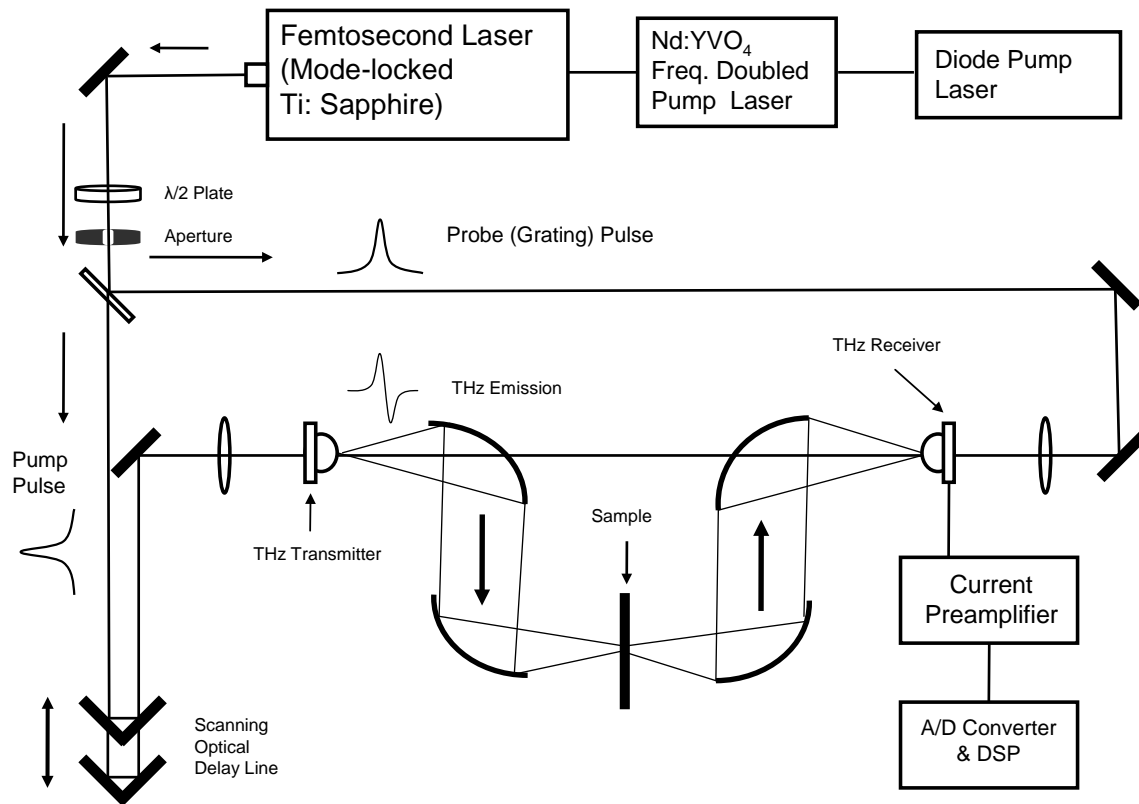 Femtosecond Laser
(Mode-locked
Ti: Sapphire)
Nd:YVO₄
Freq. Doubled
Pump Laser
Diode Pump
Laser
λ/2 Plate
Aperture
Probe (Grating) Pulse
THz Receiver
THz Emission
Pump
Pulse
THz Transmitter
Sample
Current
Preamplifier
Scanning
Optical
Delay Line
A/D Converter
& DSP